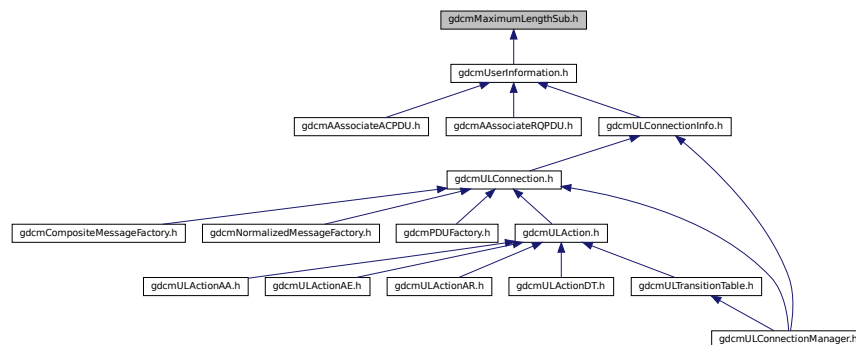 gdcmMaximumLengthSub.h
gdcmUserInformation.h
gdcmAAssociateACPDU.h
gdcmAAssociateRQPDU.h
gdcmULConnectionInfo.h
gdcmULConnection.h
gdcmCompositeMessageFactory.h
gdcmNormalizedMessageFactory.h
gdcmPDUFactory.h
gdcmULAction.h
gdcmULActionAA.h
gdcmULActionAE.h
gdcmULActionAR.h
gdcmULActionDT.h
gdcmULTransitionTable.h
gdcmULConnectionManager.h